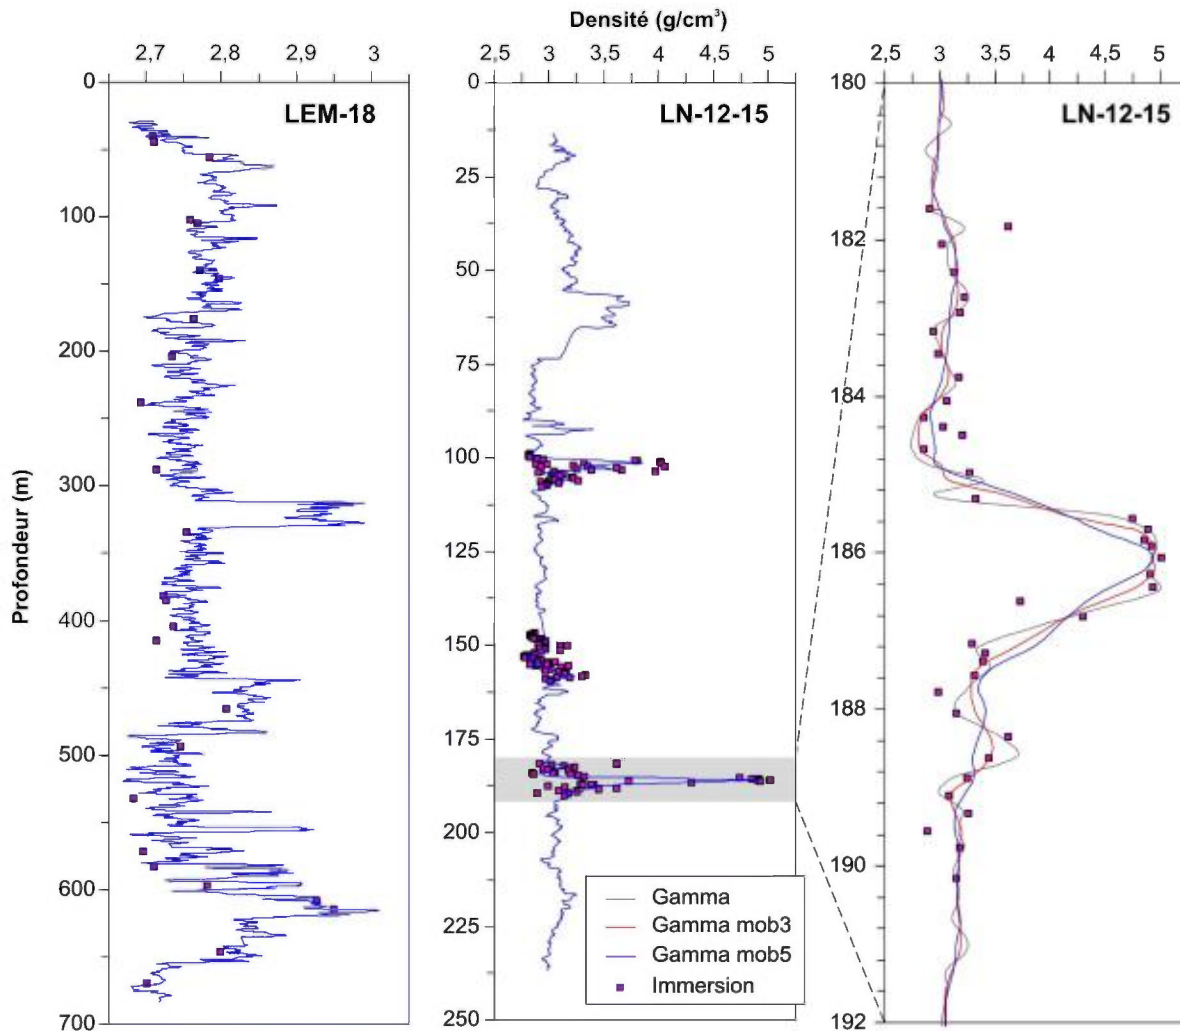 Densité (g/cm³)
2,7 2,8 2,9 3
2,5 3 3,5 4 4,5 5
2,5 3 3,5 4 4,5 5
LEM-18
LN-12-15
LN-12-15
Profondeur (m)
0
100
200
300
400
500
600
700
0
25
50
75
100
125
150
175
200
225
250
180
182
184
186
188
190
192
Gamma
Gamma mob3
Gamma mob5
Immersion